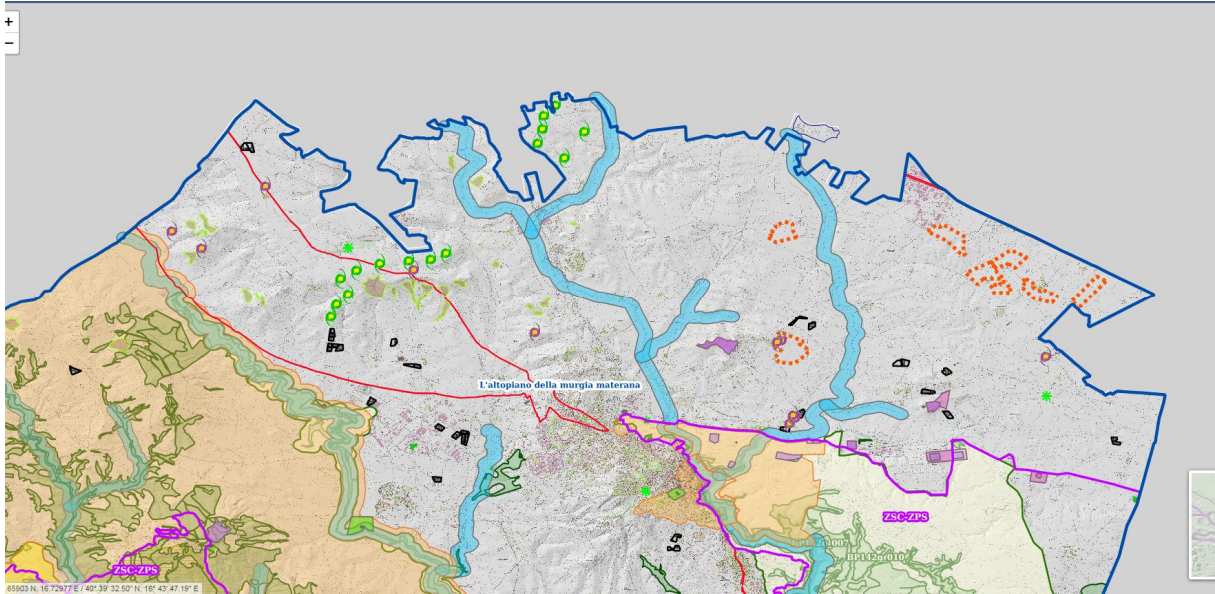 +
−
L'altopiano della murgia materana
ZSC-ZPS
BP142g_010
ZSC-ZPS
65903 N, 16.72977 E / 40° 39' 32.50" N, 16° 43' 47.19" E